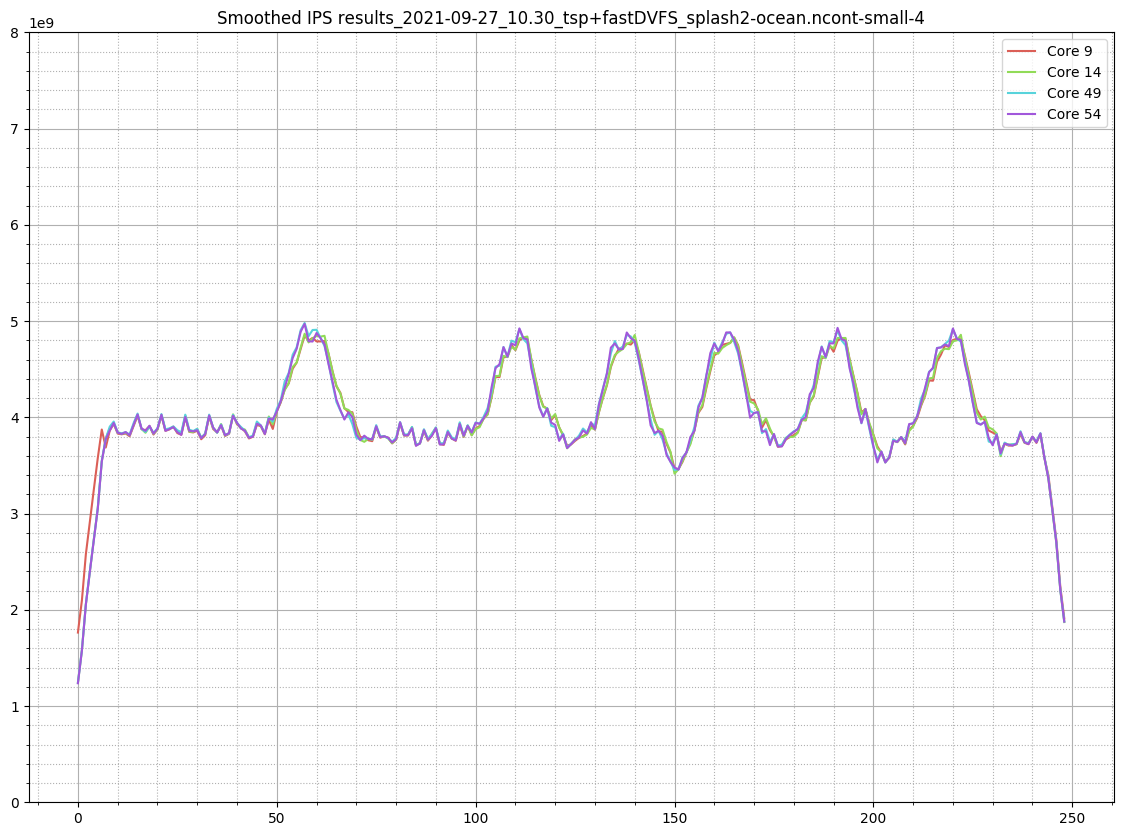 Smoothed IPS results_2021-09-27_10.30_tsp+fastDVFS_splash2-ocean.ncont-small-4
1e9
8
7
6
5
4
3
2
1
0
0 50 100 150 200 250
Core 9
Core 14
Core 49
Core 54